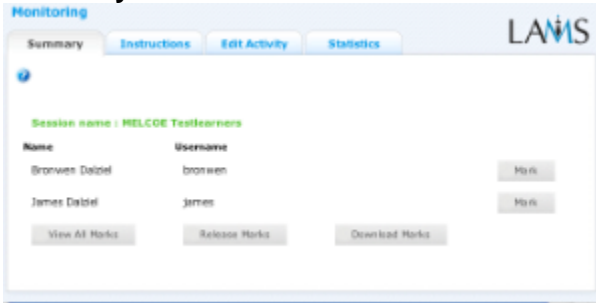 Monitoring
LAMS
Summary Instructions Edit Activity Statistics
Session name : MELCOE Testlearners
Name Username
Bronwen Dalziel bronwen Mark
James Dalziel james Mark
View All Marks Release Marks Download Marks